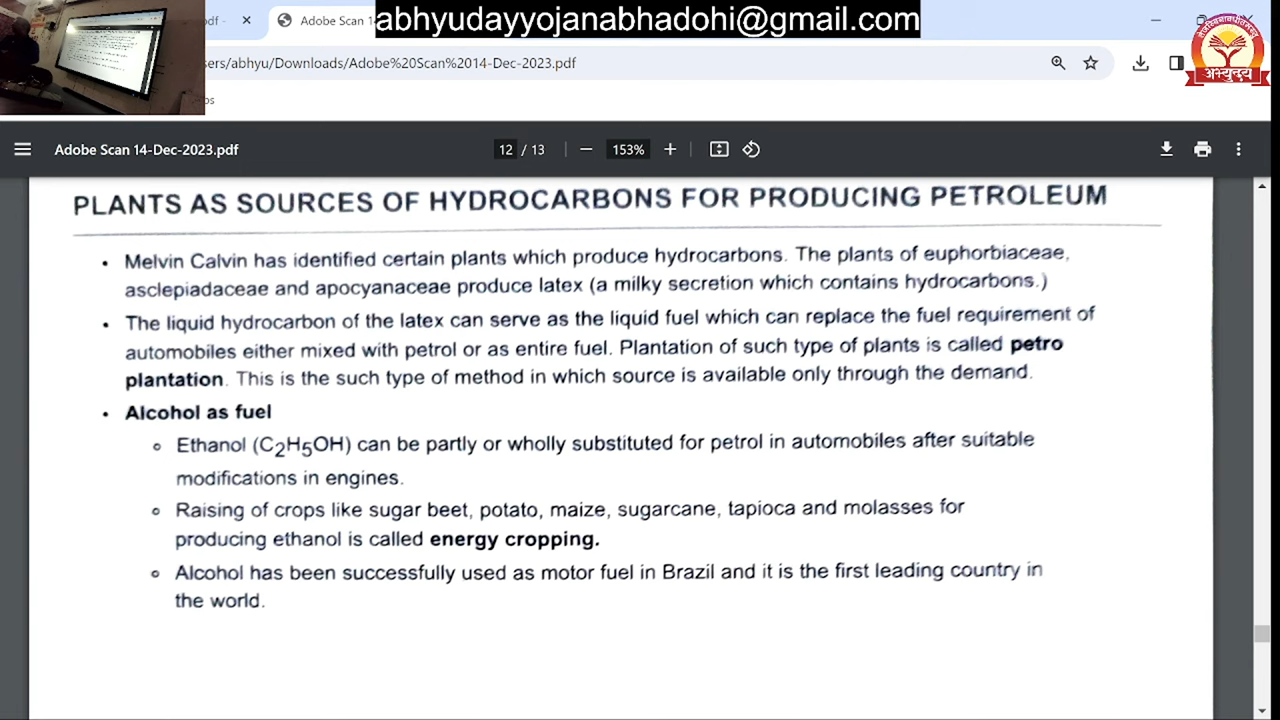 abhyudayyojanabhadohi@gmail.com
pdf -
Adobe Scan 14-
sers/abhyu/Downloads/Adobe%20Scan%2014-Dec-2023.pdf
ps
अभ्युदय
Adobe Scan 14-Dec-2023.pdf
12 / 13
153%
PLANTS AS SOURCES OF HYDROCARBONS FOR PRODUCING PETROLEUM
• Melvin Calvin has identified certain plants which produce hydrocarbons. The plants of euphorbiaceae,
asclepiadaceae and apocyanaceae produce latex (a milky secretion which contains hydrocarbons.)
• The liquid hydrocarbon of the latex can serve as the liquid fuel which can replace the fuel requirement of
automobiles either mixed with petrol or as entire fuel. Plantation of such type of plants is called petro
plantation. This is the such type of method in which source is available only through the demand.
• Alcohol as fuel
o Ethanol (C2H5OH) can be partly or wholly substituted for petrol in automobiles after suitable
modifications in engines.
o Raising of crops like sugar beet, potato, maize, sugarcane, tapioca and molasses for
producing ethanol is called energy cropping.
o Alcohol has been successfully used as motor fuel in Brazil and it is the first leading country in
the world.